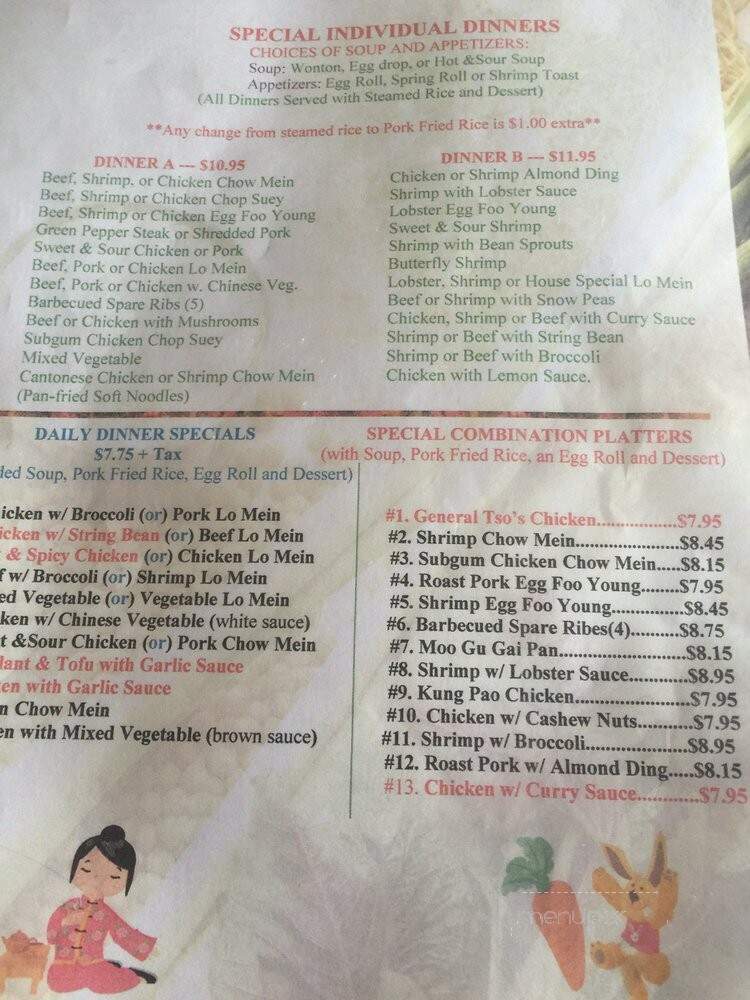 SPECIAL INDIVIDUAL DINNERS
CHOICES OF SOUP AND APPETIZERS:
Soup: Wonton, Egg drop, or Hot &Sour Soup
Appetizers: Egg Roll, Spring Roll or Shrimp Toast
(All Dinners Served with Steamed Rice and Dessert)
**Any change from steamed rice to Pork Fried Rice is $1.00 extra**
DINNER A --- $10.95
Beef, Shrimp, or Chicken Chow Mein
Beef, Shrimp or Chicken Chop Suey
Beef, Shrimp or Chicken Egg Foo Young
Green Pepper Steak or Shredded Pork
Sweet & Sour Chicken or Pork
Beef, Pork or Chicken Lo Mein
Beef, Pork or Chicken w. Chinese Veg.
Barbecued Spare Ribs (5)
Beef or Chicken with Mushrooms
Subgum Chicken Chop Suey
Mixed Vegetable
Cantonese Chicken or Shrimp Chow Mein
(Pan-fried Soft Noodles)
DINNER B --- $11.95
Chicken or Shrimp Almond Ding
Shrimp with Lobster Sauce
Lobster Egg Foo Young
Sweet & Sour Shrimp
Shrimp with Bean Sprouts
Butterfly Shrimp
Lobster, Shrimp or House Special Lo Mein
Beef or Shrimp with Snow Peas
Chicken, Shrimp or Beef with Curry Sauce
Shrimp or Beef with String Bean
Shrimp or Beef with Broccoli
Chicken with Lemon Sauce.
DAILY DINNER SPECIALS
$7.75 + Tax
Soup, Pork Fried Rice, Egg Roll and Dessert)
w/ Broccoli (or) Pork Lo Mein
w/ String Bean (or) Beef Lo Mein
& Spicy Chicken (or) Chicken Lo Mein
w/ Broccoli (or) Shrimp Lo Mein
Vegetable (or) Vegetable Lo Mein
w/ Chinese Vegetable (white sauce)
&Sour Chicken (or) Pork Chow Mein
& Tofu with Garlic Sauce
with Garlic Sauce
Chow Mein
with Mixed Vegetable (brown sauce)
SPECIAL COMBINATION PLATTERS
(with Soup, Pork Fried Rice, an Egg Roll and Dessert)
#1. General Tso's Chicken.................$7.95
#2. Shrimp Chow Mein......................$8.45
#3. Subgum Chicken Chow Mein.....$8.15
#4. Roast Pork Egg Foo Young.........$7.95
#5. Shrimp Egg Foo Young...............$8.45
#6. Barbecued Spare Ribes(4)...........$8.75
#7. Moo Gu Gai Pan...........................$8.15
#8. Shrimp w/ Lobster Sauce............$8.95
#9. Kung Pao Chicken.......................$7.95
#10. Chicken w/ Cashew Nuts..........$7.95
#11. Shrimp w/ Broccoli.....................$8.95
#12. Roast Pork w/ Almond Ding.....$8.15
#13. Chicken w/ Curry Sauce............$7.95